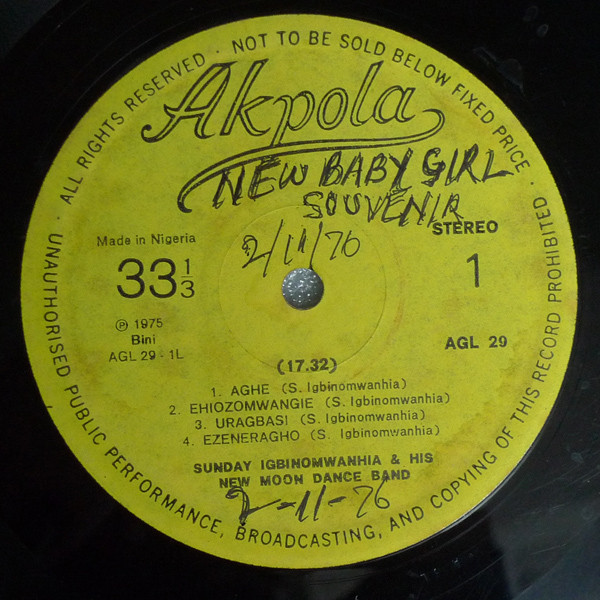 ALL RIGHTS RESERVED · NOT TO BE SOLD BELOW FIXED PRICE ·
UNAUTHORISED PUBLIC PERFORMANCE, BROADCASTING, AND COPYING OF THIS RECORD PROHIBITED ·
Akpola
NEW BABY GIRL
SOUVENIR
STEREO
2/11/76
Made in Nigeria
33 1/3
1
℗ 1975
Bini
AGL 29 - 1L
AGL 29
(17.32)
1. AGHE (S. Igbinomwanhia)
2. EHIOZOMWANGIE (S. Igbinomwanhia)
3. URAGBASI (S. Igbinomwanhia)
4. EZENERAGHO (S. Igbinomwanhia)
SUNDAY IGBINOMWANHIA & HIS
NEW MOON DANCE BAND
2-11-76